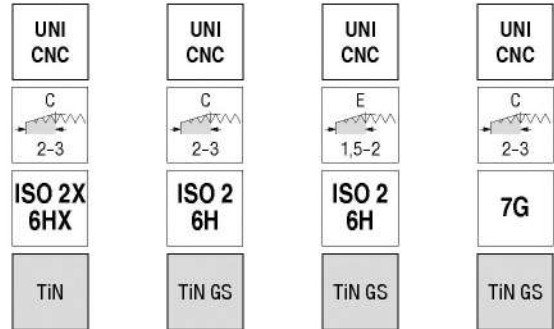 UNI
CNC
UNI
CNC
UNI
CNC
UNI
CNC
C
2-3
C
2-3
E
1,5-2
C
2-3
ISO 2X
6HX
ISO 2
6H
ISO 2
6H
7G
TiN
TiN GS
TiN GS
TiN GS